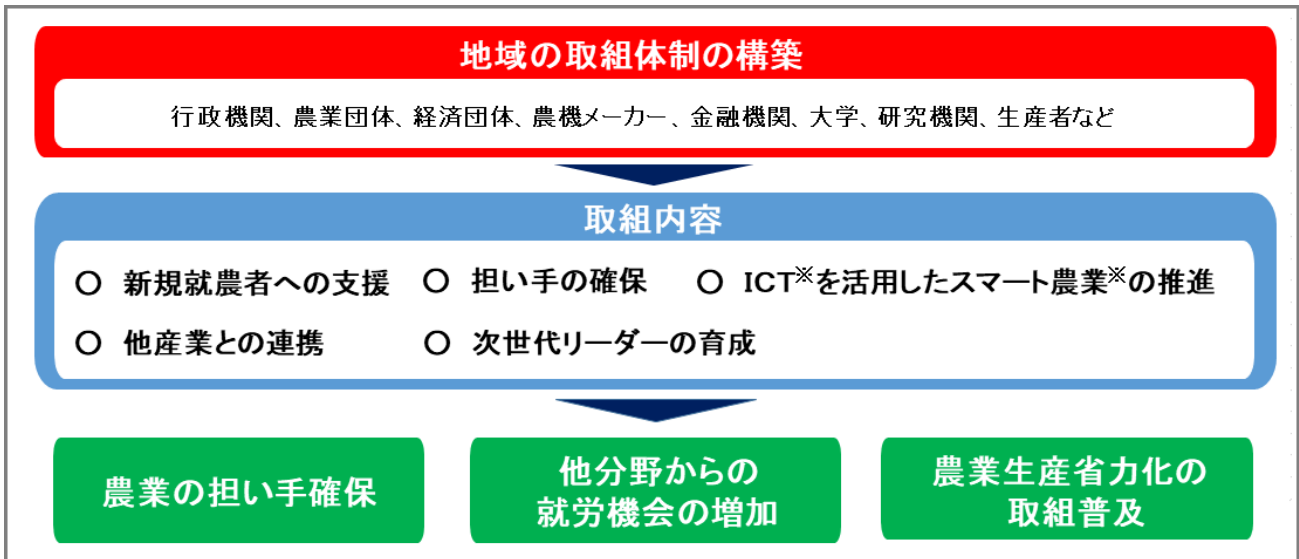 地域の取組体制の構築
行政機関、農業団体、経済団体、農機メーカー、金融機関、大学、研究機関、生産者など
取組内容
○ 新規就農者への支援 ○ 担い手の確保 ○ ICT※を活用したスマート農業※の推進
○ 他産業との連携 ○ 次世代リーダーの育成
農業の担い手確保
他分野からの
就労機会の増加
農業生産省力化の
取組普及